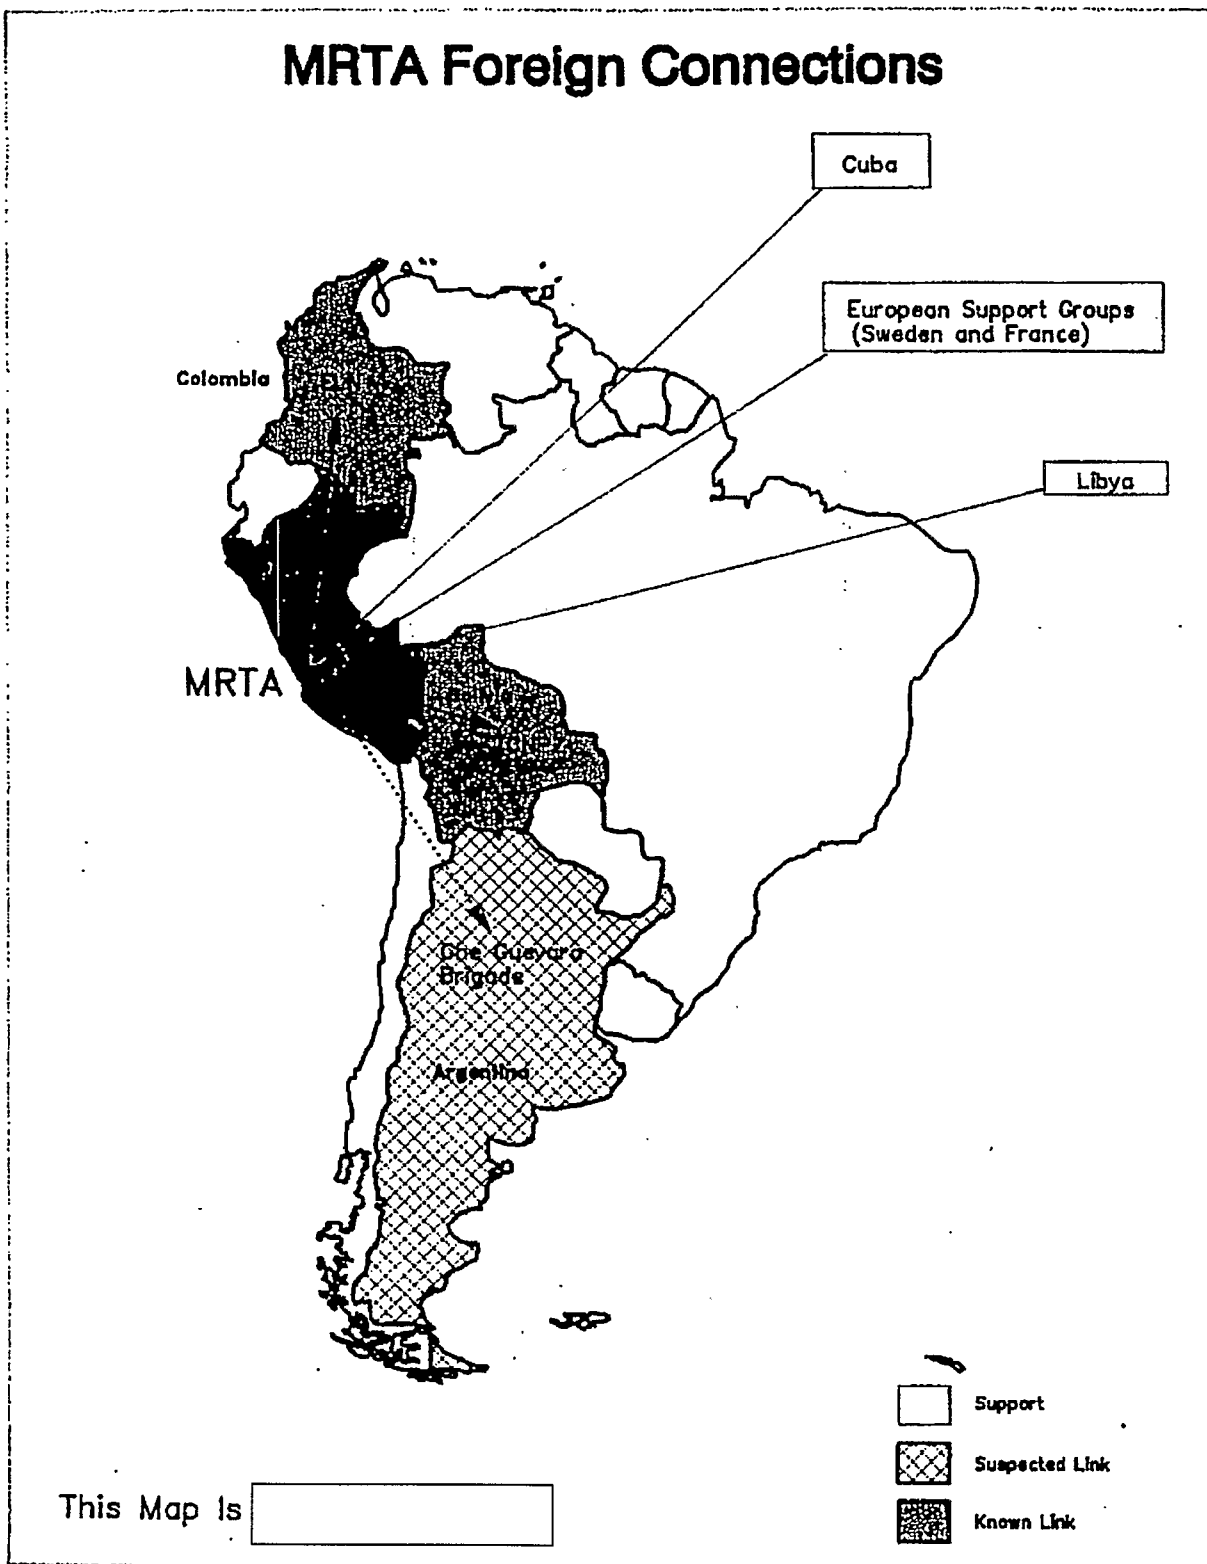 MRTA Foreign Connections
Cuba
European Support Groups
(Sweden and France)
Colombia
Libya
MRTA
Che Guevara
Brigade
Argentina
Support
Suspected Link
Known Link
This Map Is